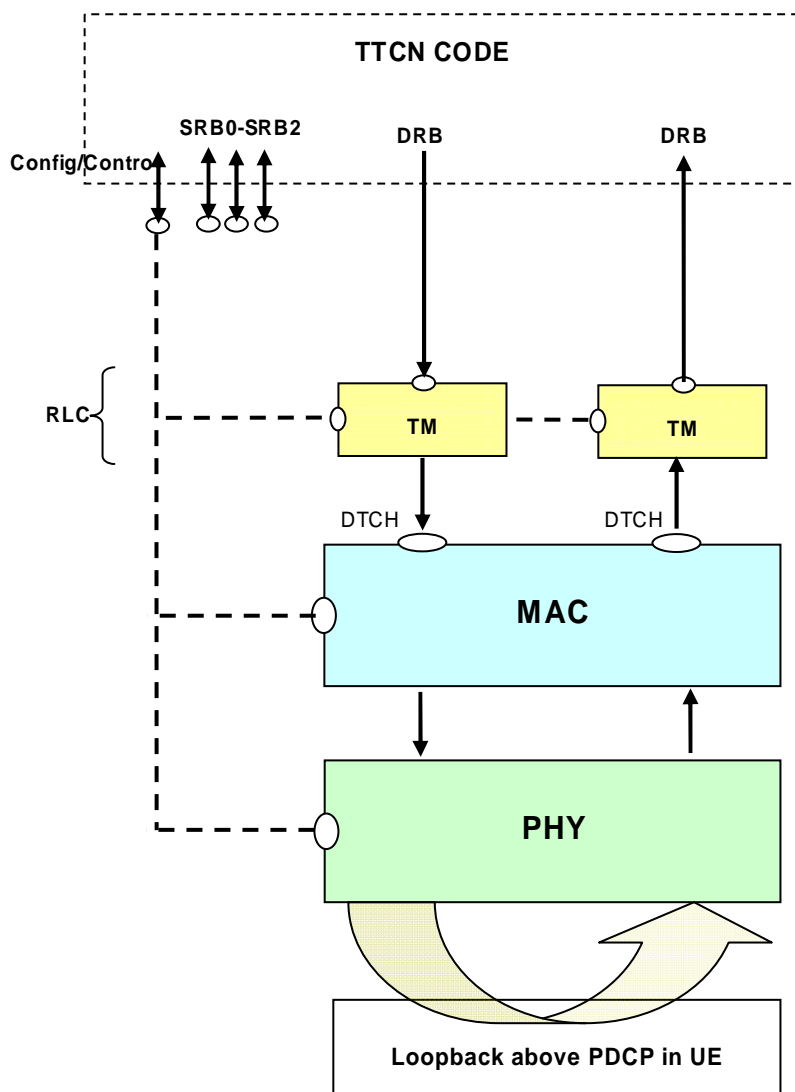 TTCN CODE
SRB0-SRB2
Config/Contro
DRB
DRB
RLC
TM
TM
DTCH
DTCH
MAC
PHY
Loopback above PDCP in UE